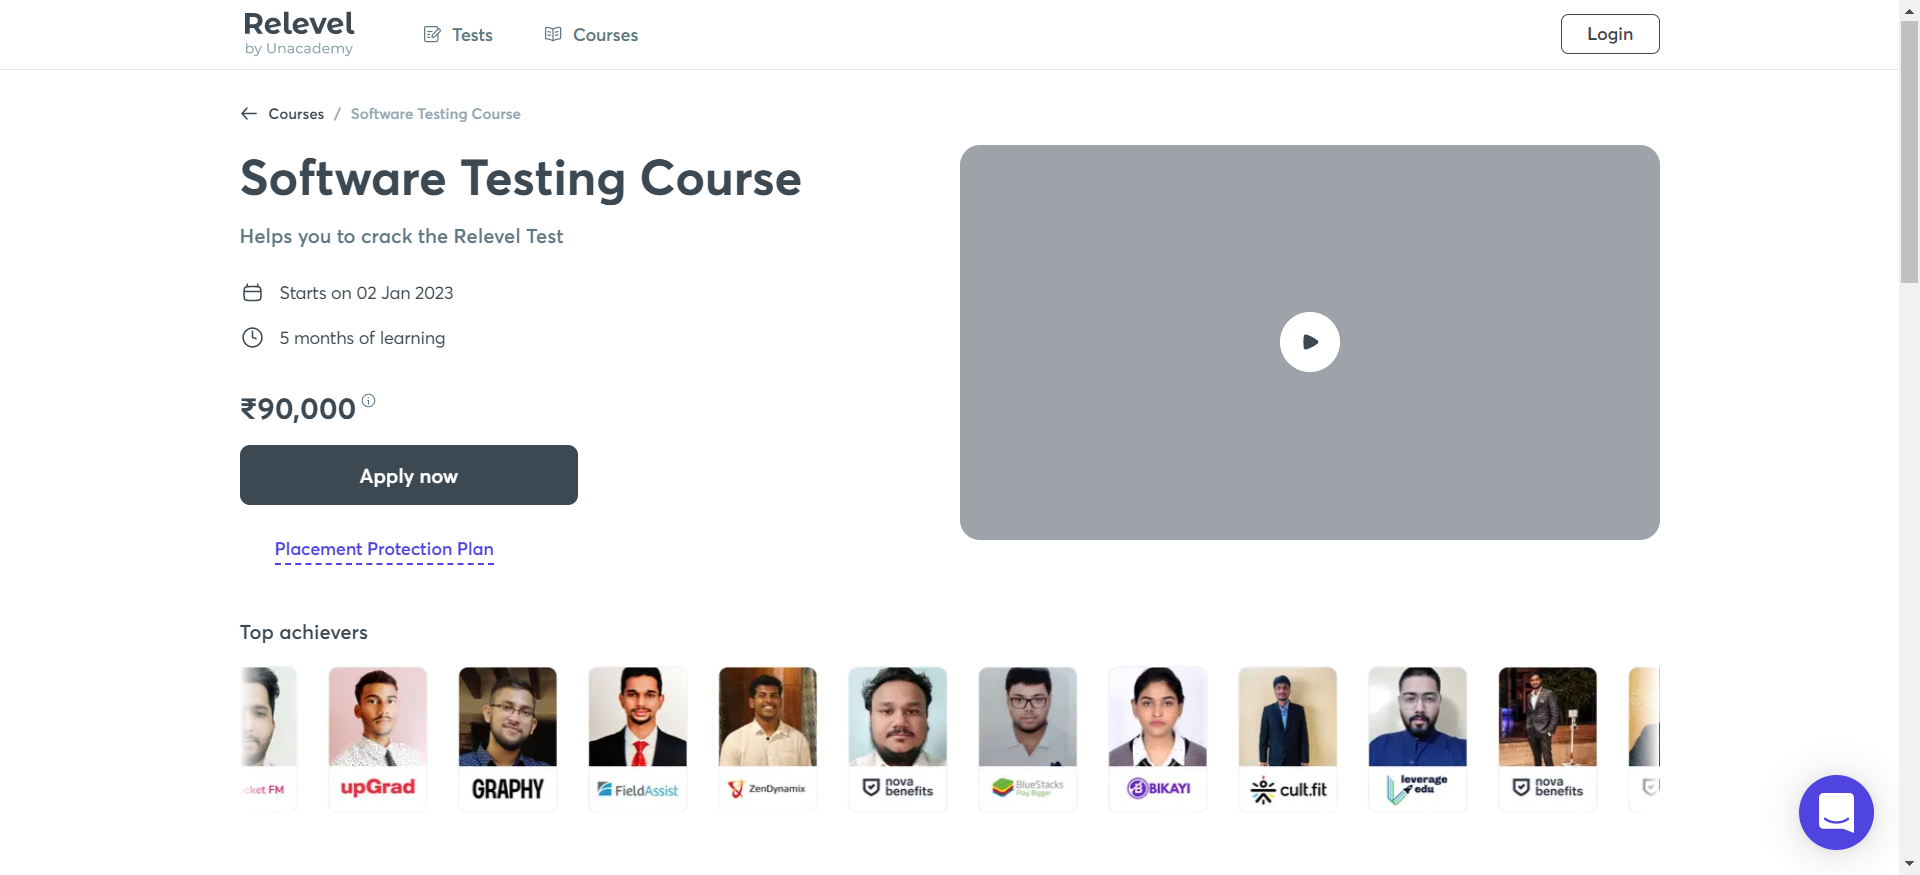 Relevel
by Unacademy
Tests
Courses
Login
Courses / Software Testing Course
Software Testing Course
Helps you to crack the Relevel Test
Starts on 02 Jan 2023
5 months of learning
₹90,000
Apply now
Placement Protection Plan
Top achievers
cket FM
upGrad
GRAPHY
FieldAssist
ZenDynamix
nova
benefits
BlueStacks
Play Bigger
BIKAYI
cult.fit
leverage
edu
nova
benefits